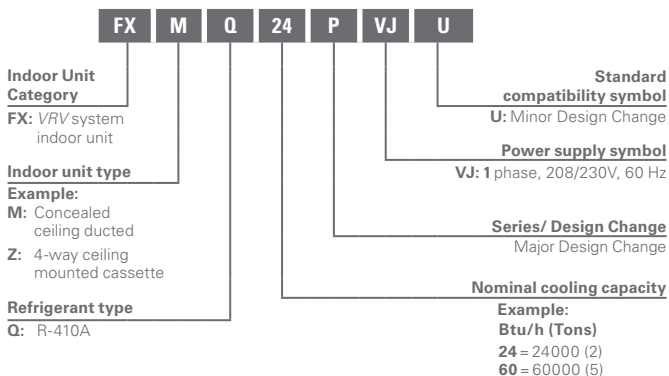 FX M Q 24 P VJ U
Indoor Unit
Category
FX: VRV system
indoor unit
Indoor unit type
Example:
M: Concealed
ceiling ducted
Z: 4-way ceiling
mounted cassette
Refrigerant type
Q: R-410A
Standard
compatibility symbol
U: Minor Design Change
Power supply symbol
VJ: 1 phase, 208/230V, 60 Hz
Series/ Design Change
Major Design Change
Nominal cooling capacity
Example:
Btu/h (Tons)
24 = 24000 (2)
60 = 60000 (5)